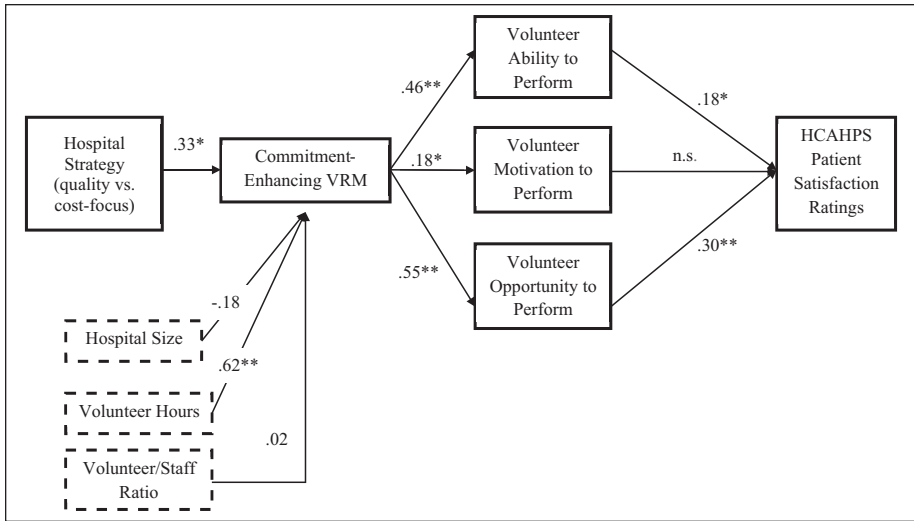 Hospital
Strategy
(quality vs.
cost-focus)
.33*
Commitment-
Enhancing VRM
.46**
.18*
.55**
Volunteer
Ability to
Perform
Volunteer
Motivation to
Perform
Volunteer
Opportunity to
Perform
.18*
n.s.
.30**
HCAHPS
Patient
Satisfaction
Ratings
-.18
Hospital Size
.62**
Volunteer Hours
.02
Volunteer/Staff
Ratio